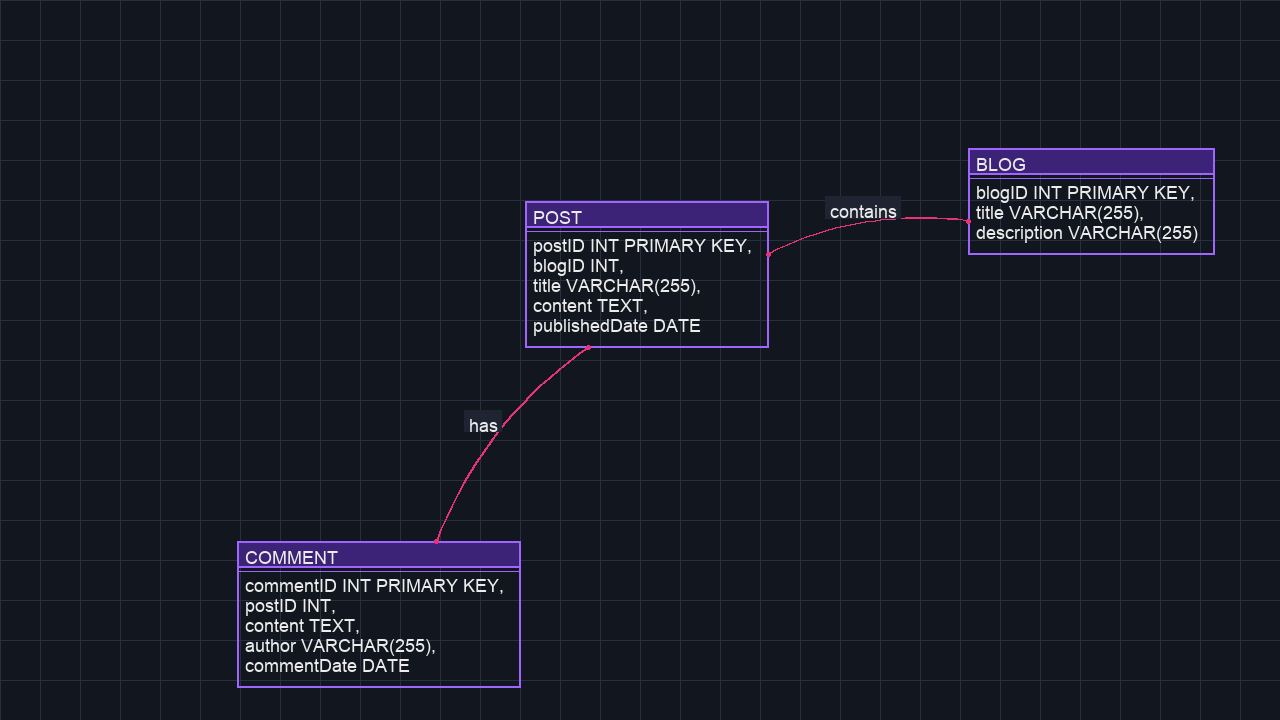 BLOG
blogID INT PRIMARY KEY,
title VARCHAR(255),
description VARCHAR(255)
contains
POST
postID INT PRIMARY KEY,
blogID INT,
title VARCHAR(255),
content TEXT,
publishedDate DATE
has
COMMENT
commentID INT PRIMARY KEY,
postID INT,
content TEXT,
author VARCHAR(255),
commentDate DATE